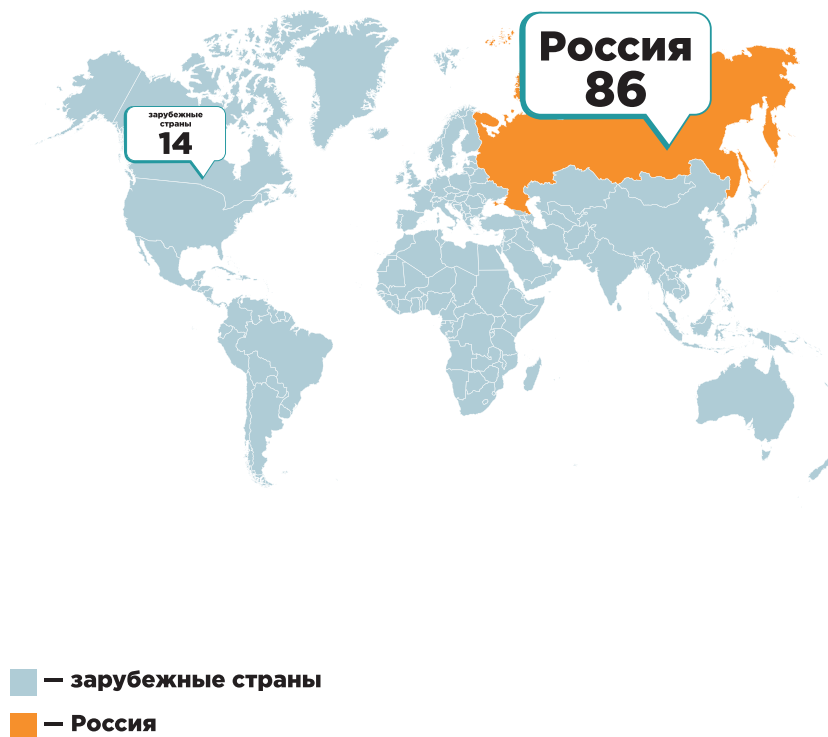 Россия
86
зарубежные
страны
14
— зарубежные страны
— Россия